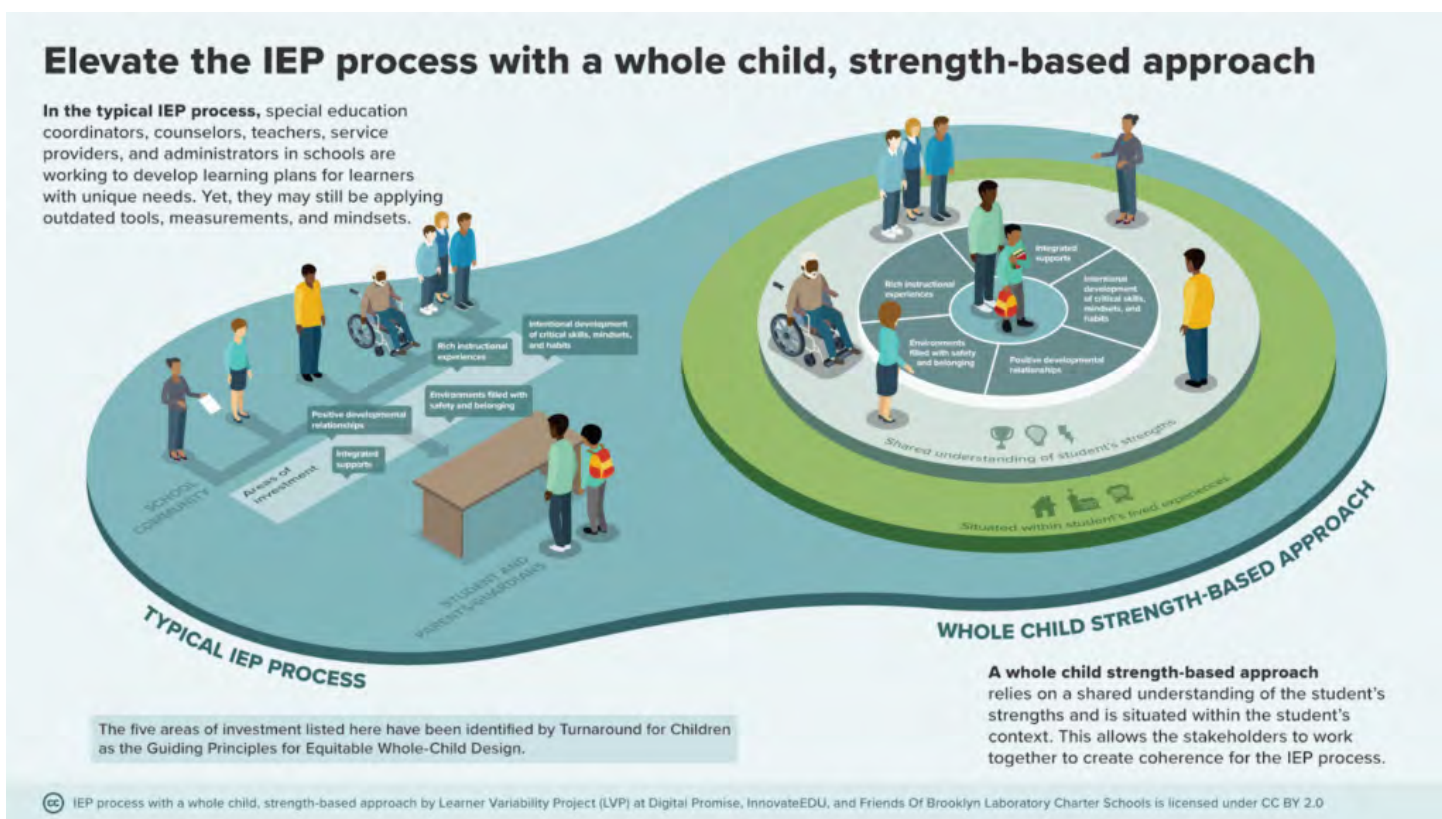 Elevate the IEP process with a whole child, strength-based approach
In the typical IEP process, special education
coordinators, counselors, teachers, service
providers, and administrators in schools are
working to develop learning plans for learners
with unique needs. Yet, they may still be applying
outdated tools, measurements, and mindsets.
Intentional development
of critical skills, mindsets,
and habits
Rich instructional
experiences
Environments filled with
safety and belonging
Positive developmental
relationships
Integrated
supports
Areas of
investment
SCHOOL
COMMUNITY
STUDENT AND
PARENTS/GUARDIANS
TYPICAL IEP PROCESS
Integrated
supports
Rich instructional
experiences
Intentional
development
of critical skills,
mindsets, and
habits
Environments
filled with safety
and belonging
Positive developmental
relationships
Shared understanding of student's strengths
Situated within student's lived experiences
WHOLE CHILD STRENGTH-BASED APPROACH
A whole child strength-based approach
relies on a shared understanding of the student's
strengths and is situated within the student's
context. This allows the stakeholders to work
together to create coherence for the IEP process.
The five areas of investment listed here have been identified by Turnaround for Children
as the Guiding Principles for Equitable Whole-Child Design.
cc IEP process with a whole child, strength-based approach by Learner Variability Project (LVP) at Digital Promise, InnovateEDU, and Friends Of Brooklyn Laboratory Charter Schools is licensed under CC BY 2.0